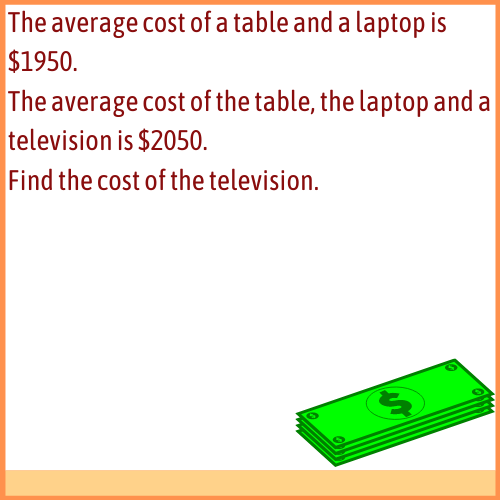 The average cost of a table and a laptop is
$1950.
The average cost of the table, the laptop and a
television is $2050.
Find the cost of the television.
$
$
$
$
$